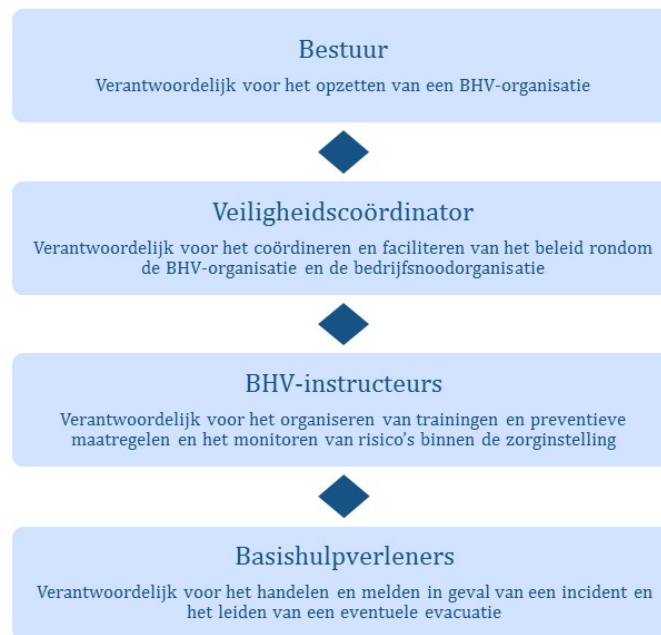 Bestuur
Verantwoordelijk voor het opzetten van een BHV-organisatie
Veiligheidscoördinator
Verantwoordelijk voor het coördineren en faciliteren van het beleid rondom
de BHV-organisatie en de bedrijfsnoodorganisatie
BHV-instructeurs
Verantwoordelijk voor het organiseren van trainingen en preventieve
maatregelen en het monitoren van risico's binnen de zorginstelling
Basishulpverleners
Verantwoordelijk voor het handelen en melden in geval van een incident en
het leiden van een eventuele evacuatie